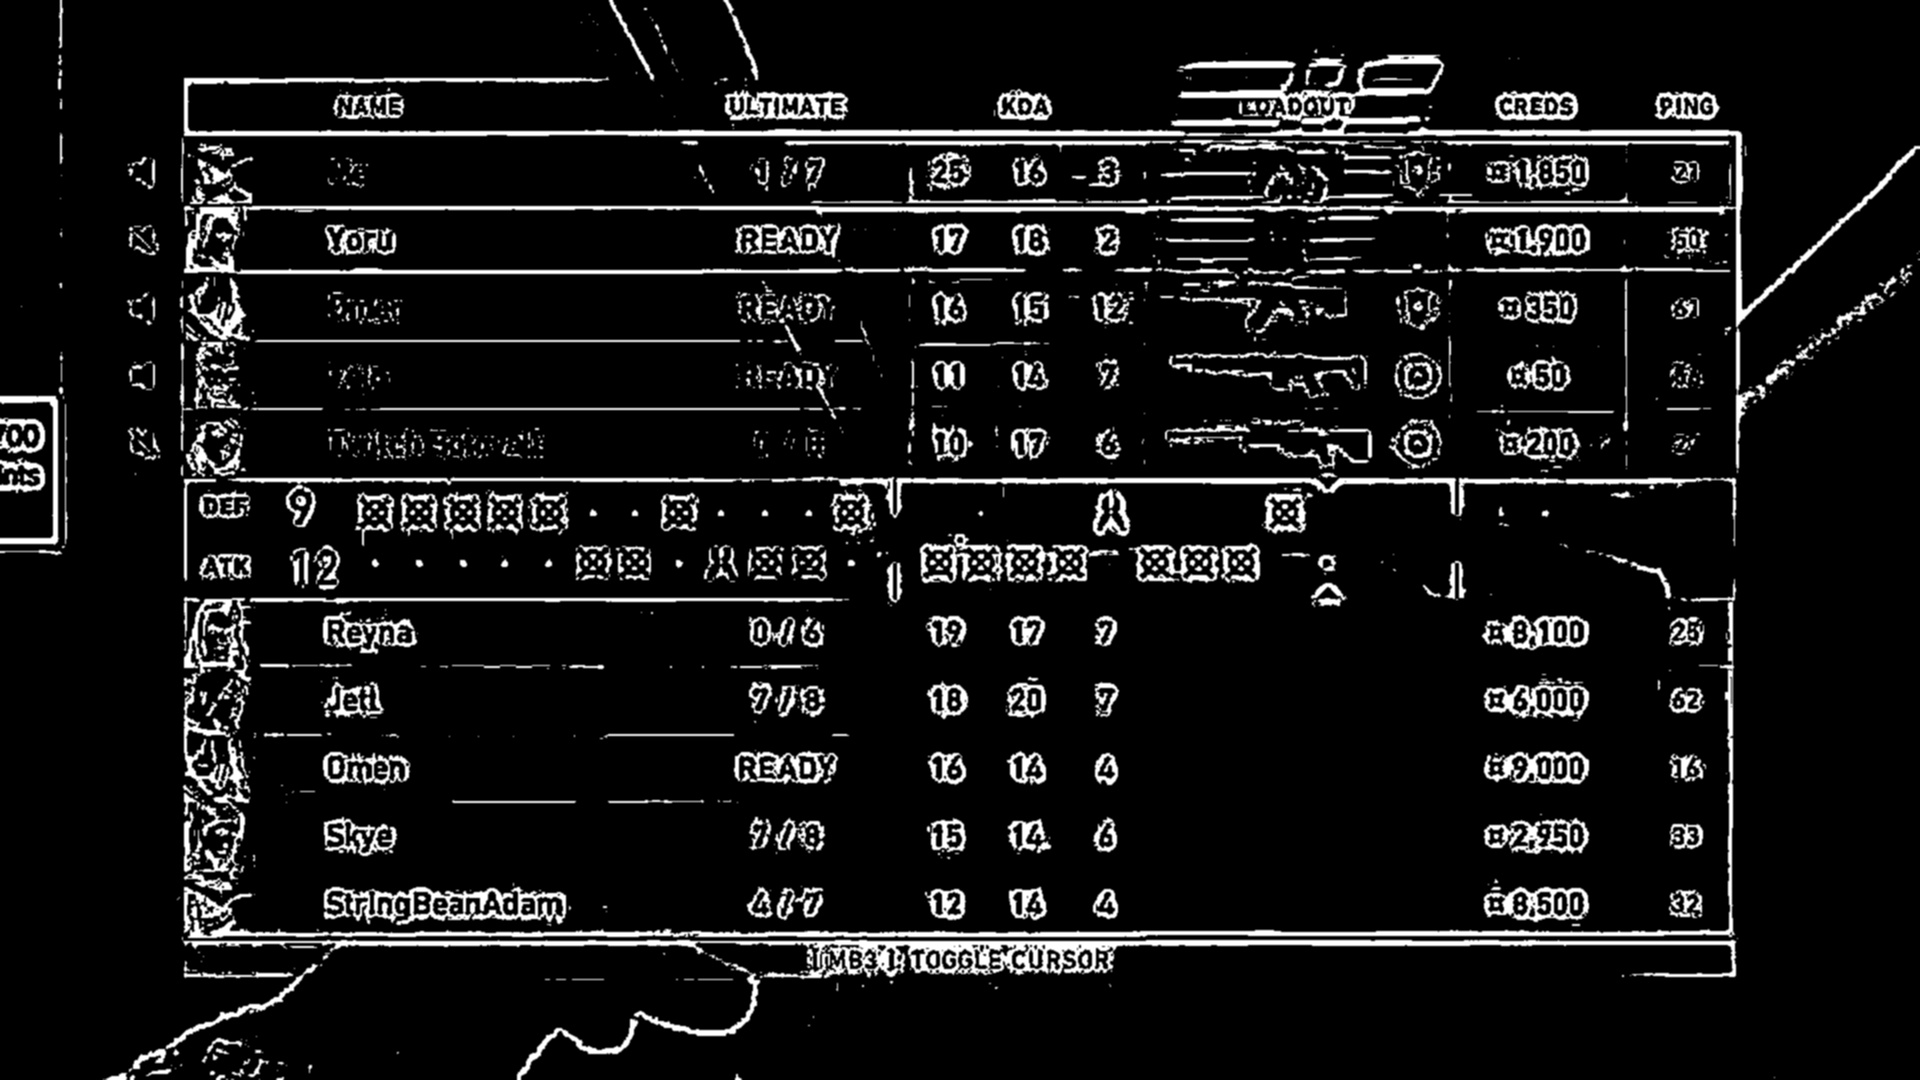 NAME ULTIMATE KDA LOADOUT CREDS PING
1 / 7 25 16 3 1,850 21
Yoru READY 17 18 2 1,900 50
READY 16 15 12 350 61
READY 11 14 7 50
10 17 6 200
700
DEF 9
ATK 12
Reyna 0 / 6 19 17 7 8,100 25
Jett 7 / 8 18 20 7 6,000 62
Omen READY 16 14 4 9,000 16
Skye 7 / 8 15 14 6 2,950 33
StringBeanAdam 4 / 7 12 14 4 8,500 32
[MB3] TOGGLE CURSOR